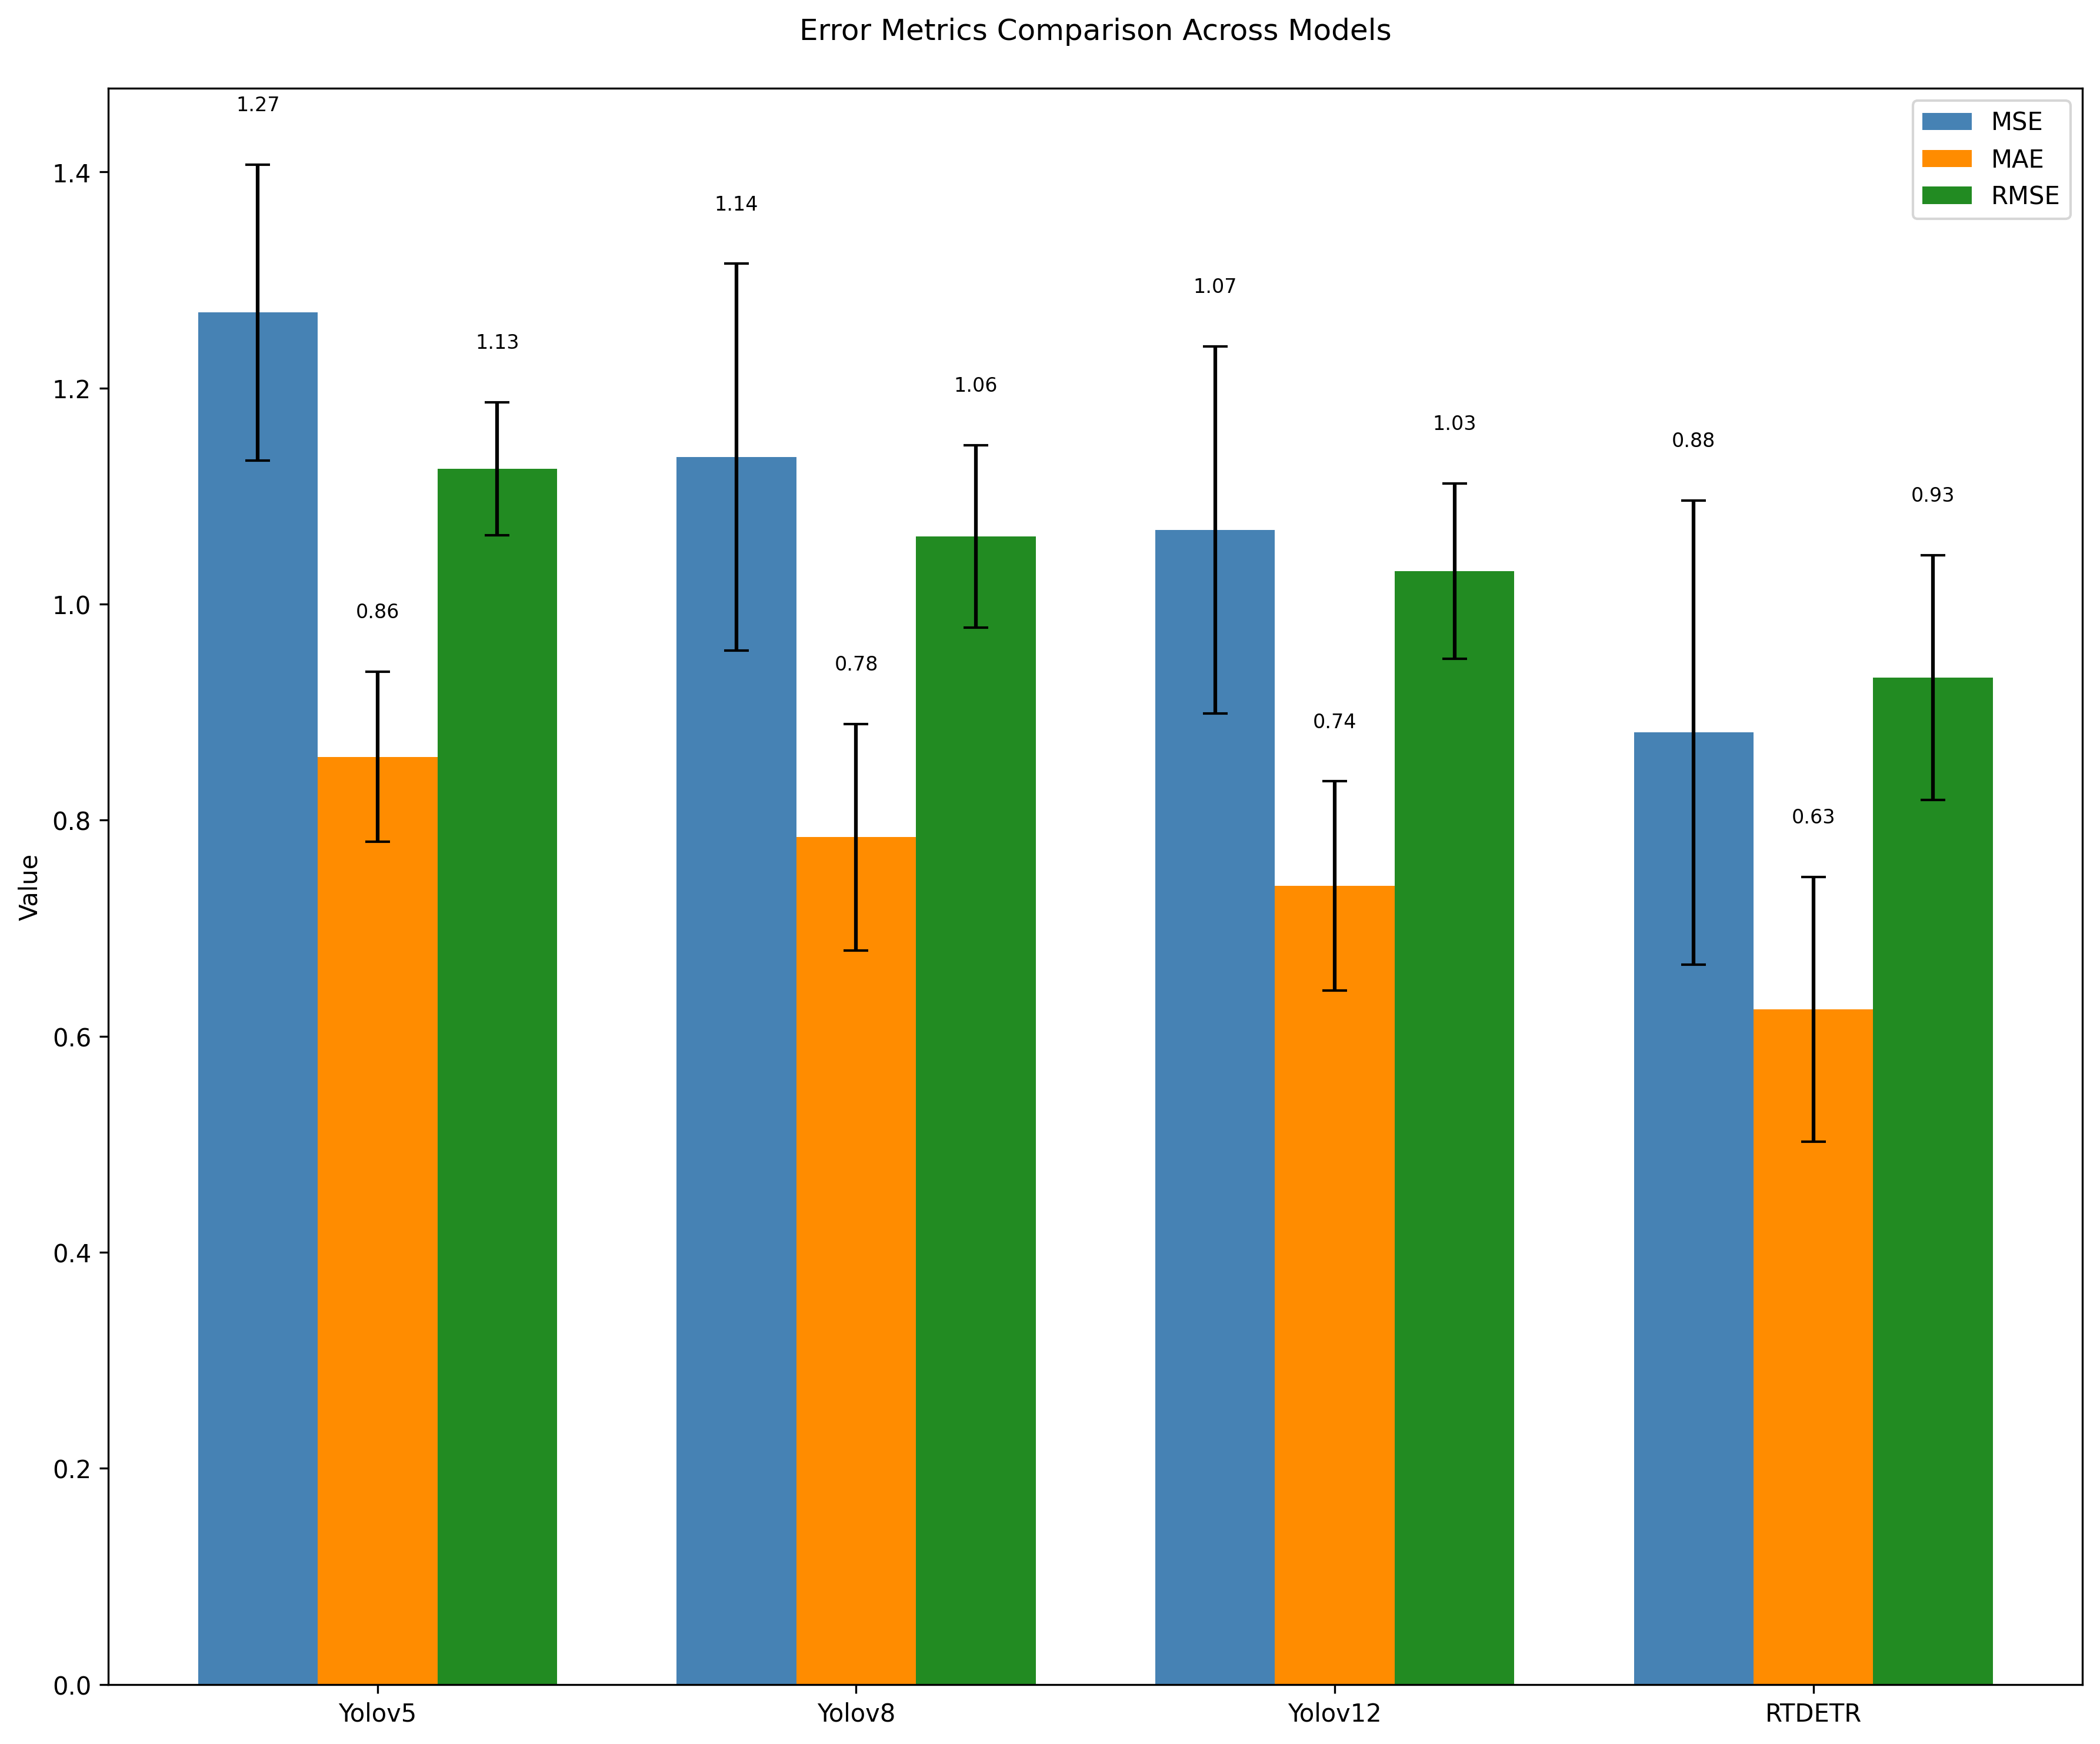 Error Metrics Comparison Across Models
MSE
MAE
RMSE
Value
1.4
1.2
1.0
0.8
0.6
0.4
0.2
0.0
1.27
0.86
1.13
1.14
0.78
1.06
1.07
0.74
1.03
0.88
0.63
0.93
Yolov5
Yolov8
Yolov12
RTDETR